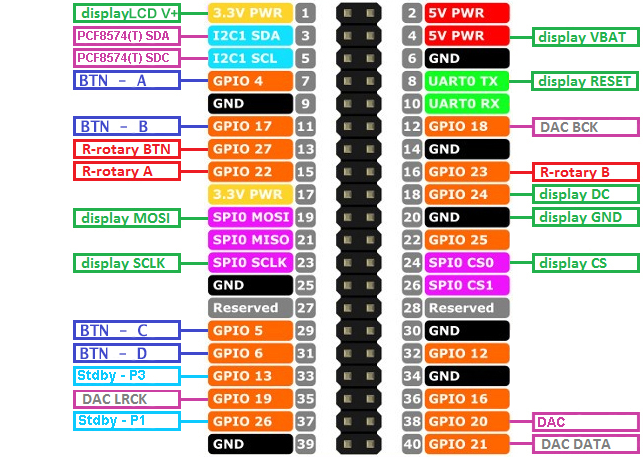 displayLCD V+ 3.3V PWR 1 2 5V PWR
PCF8574(T) SDA I2C1 SDA 3 4 5V PWR display VBAT
PCF8574(T) SDC I2C1 SCL 5 6 GND
BTN - A GPIO 4 7 8 UART0 TX display RESET
GND 9 10 UART0 RX
BTN - B GPIO 17 11 12 GPIO 18 DAC BCK
R-rotary BTN GPIO 27 13 14 GND
R-rotary A GPIO 22 15 16 GPIO 23 R-rotary B
3.3V PWR 17 18 GPIO 24 display DC
display MOSI SPI0 MOSI 19 20 GND display GND
SPI0 MISO 21 22 GPIO 25
display SCLK SPI0 SCLK 23 24 SPI0 CS0 display CS
GND 25 26 SPI0 CS1
Reserved 27 28 Reserved
BTN - C GPIO 5 29 30 GND
BTN - D GPIO 6 31 32 GPIO 12
Stdby - P3 GPIO 13 33 34 GND
DAC LRCK GPIO 19 35 36 GPIO 16
Stdby - P1 GPIO 26 37 38 GPIO 20 DAC
GND 39 40 GPIO 21 DAC DATA